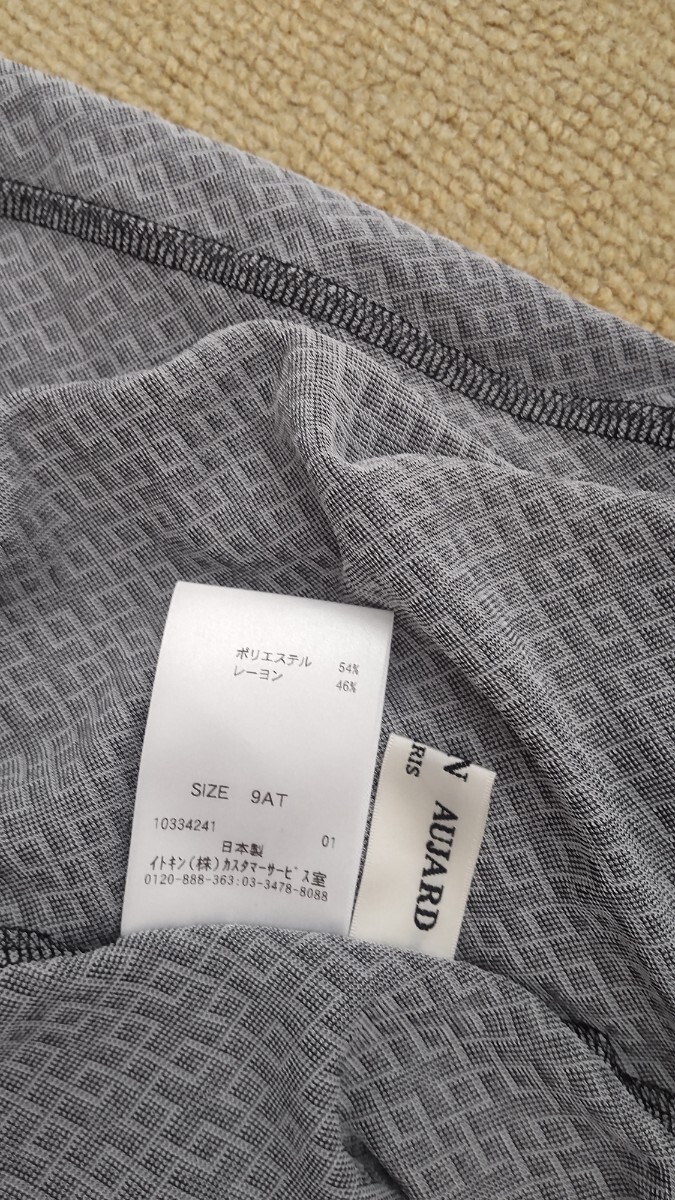 ポリエステル 54%
レーヨン 46%
SIZE 9AT
10334241 01
日本製
イトキン(株)カスタマーサービス室
0120-888-363:03-3478-8088
N AUJARD
RIS